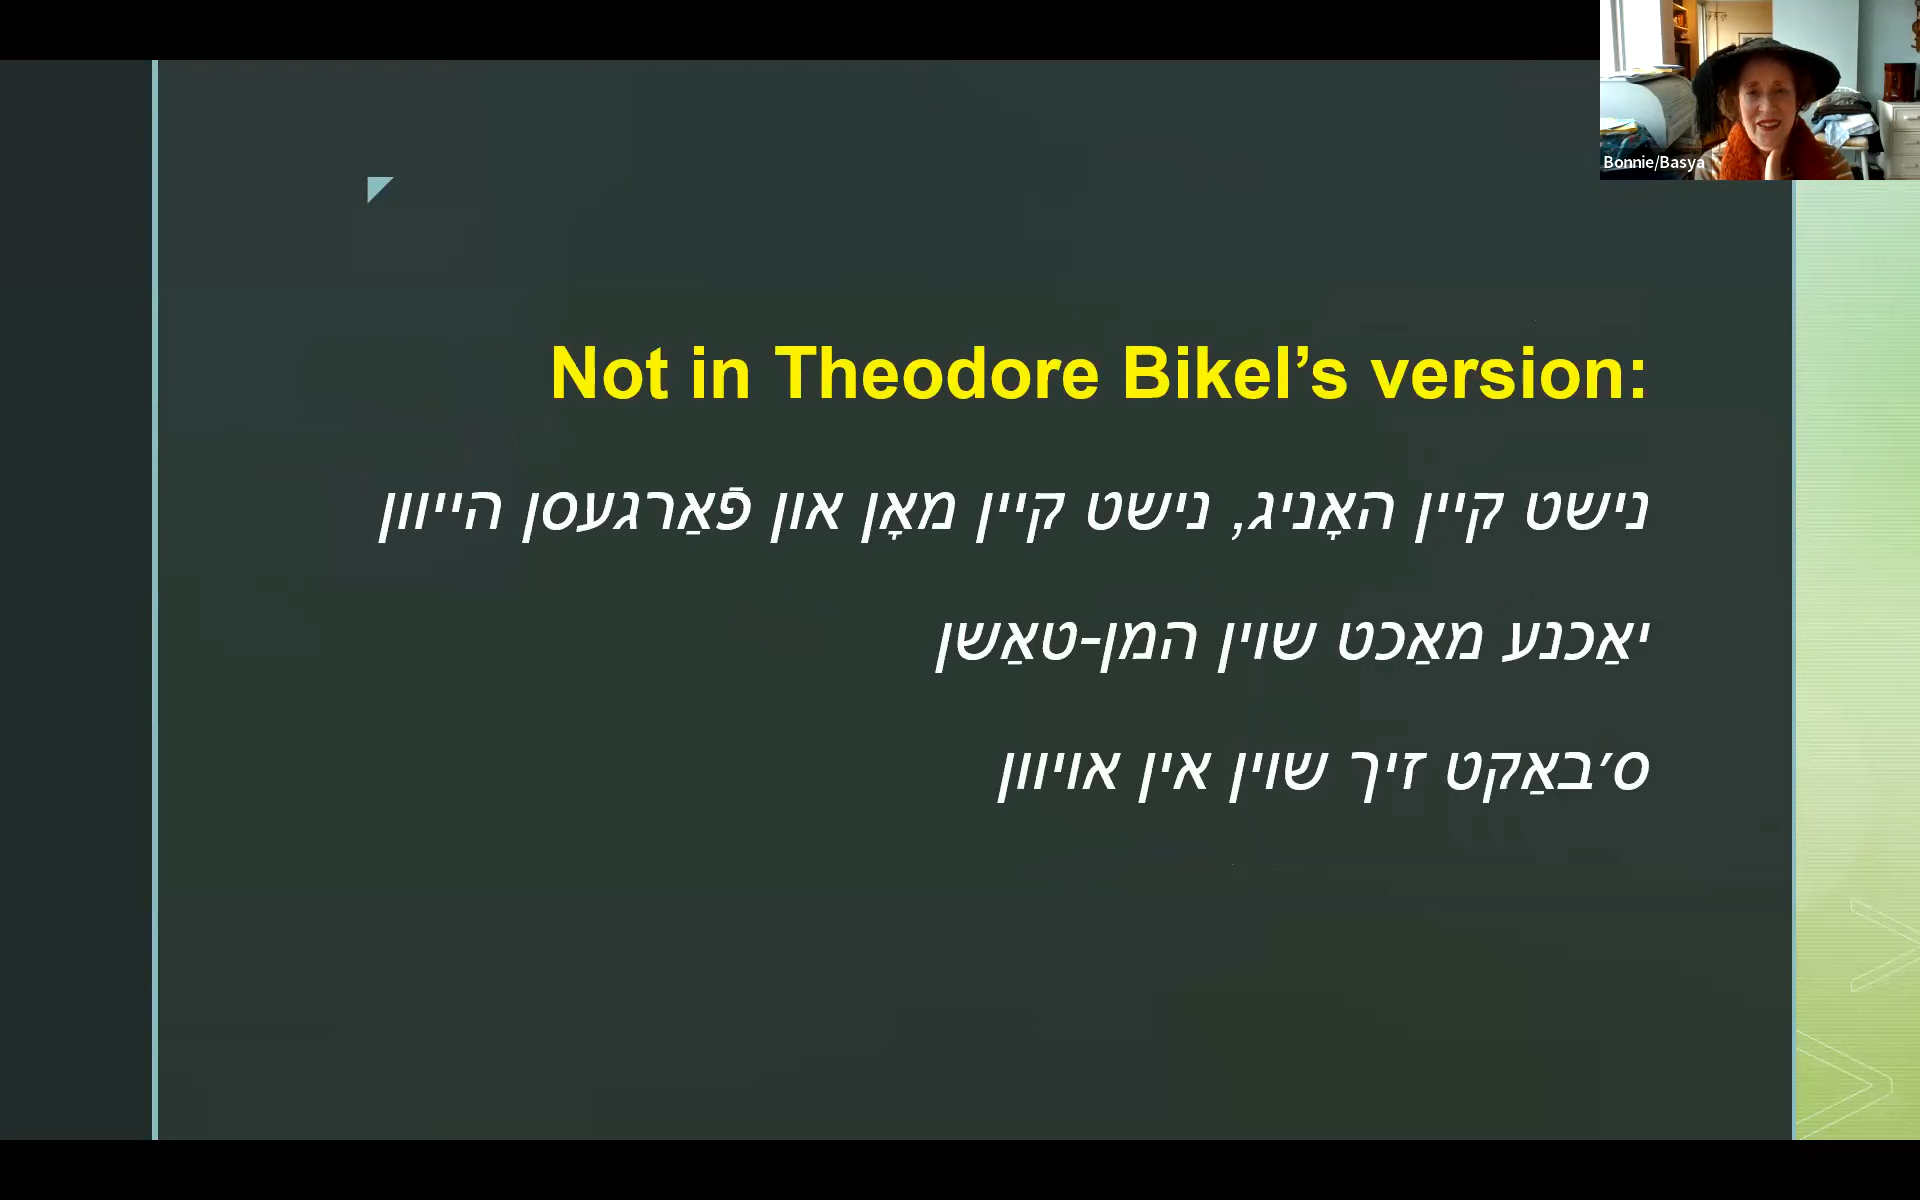 Bonnie/Basya
Not in Theodore Bikel’s version:
נישט קיין האָניג, נישט קיין מאָן און פֿאַרגעסן הייוון
יאַכנע מאַכט שוין המן-טאַשן
ס׳באַקט זיך שוין אין אויוון